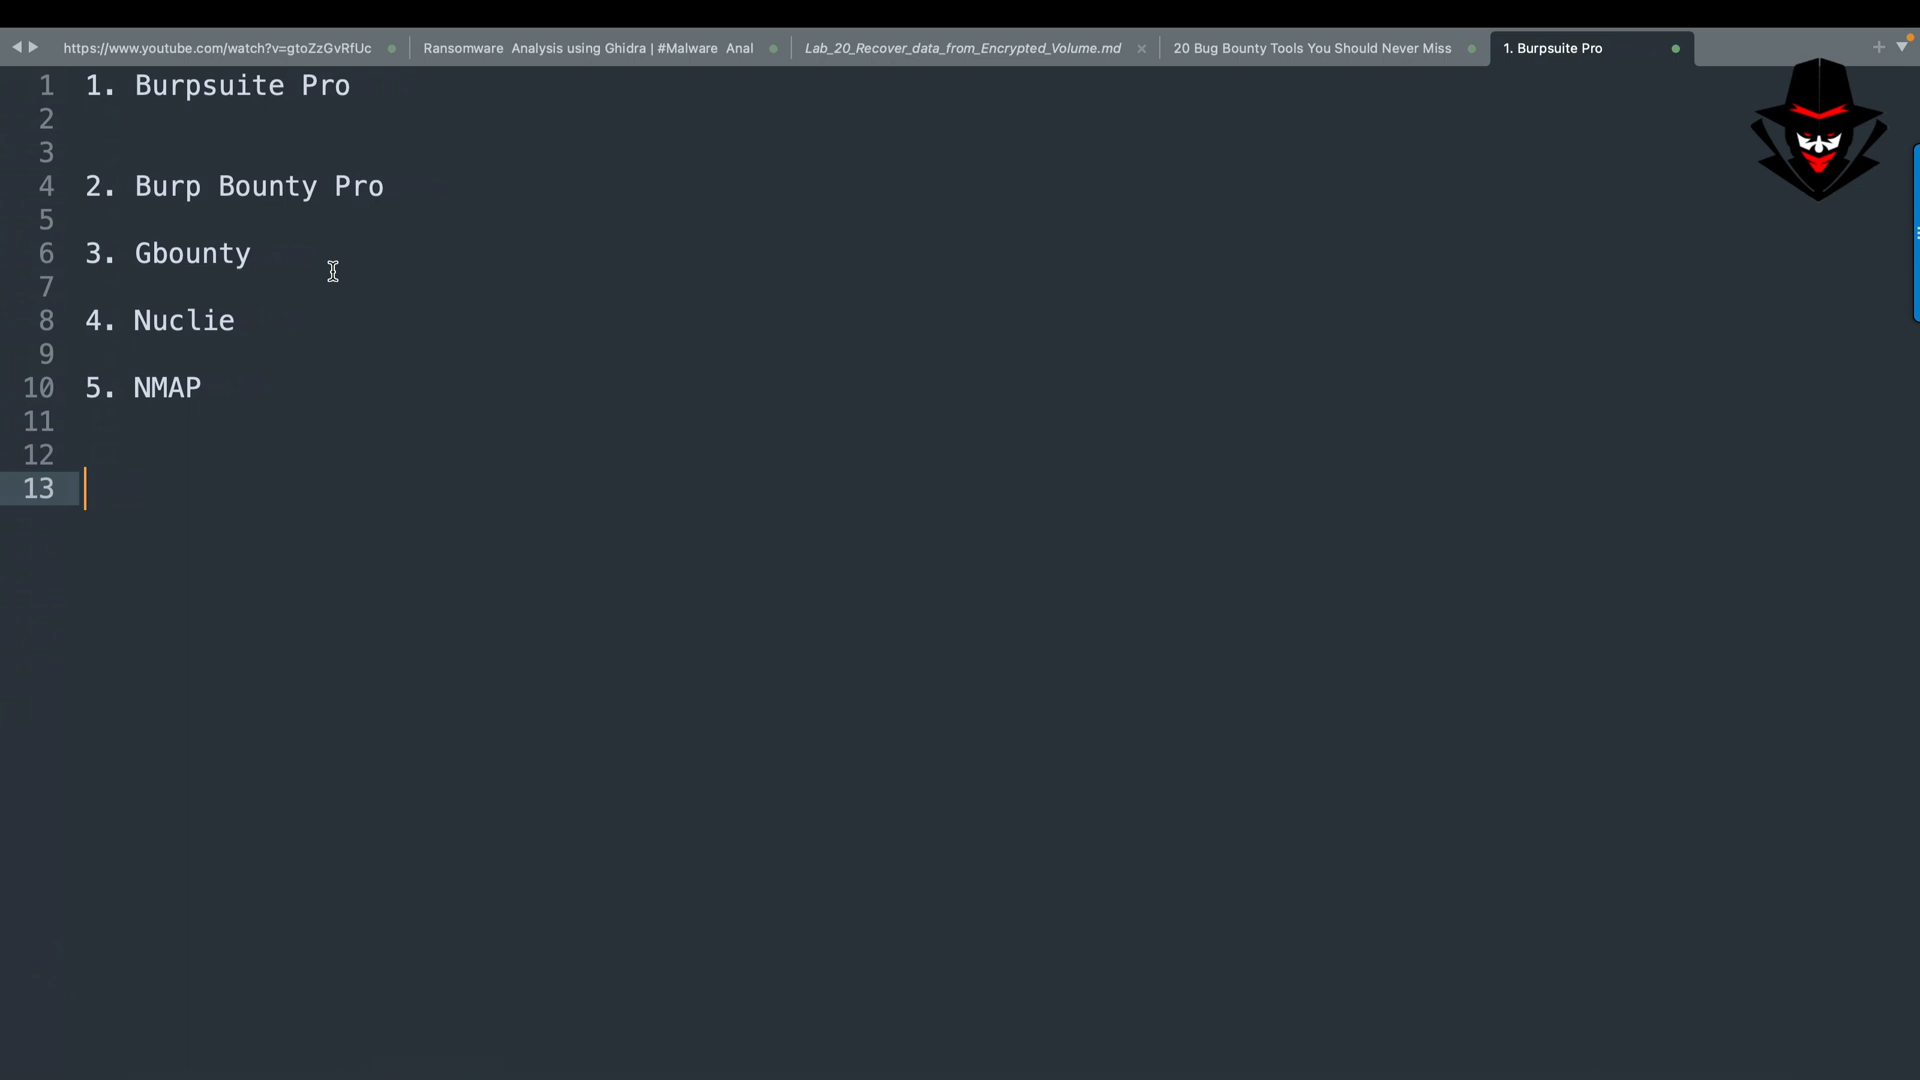 https://www.youtube.com/watch?v=gtoZzGvRfUc
Ransomware Analysis using Ghidra | #Malware Anal
Lab_20_Recover_data_from_Encrypted_Volume.md
20 Bug Bounty Tools You Should Never Miss
1. Burpsuite Pro
1 1. Burpsuite Pro
2
3
4 2. Burp Bounty Pro
5
6 3. Gbounty
7
8 4. Nuclie
9
10 5. NMAP
11
12
13